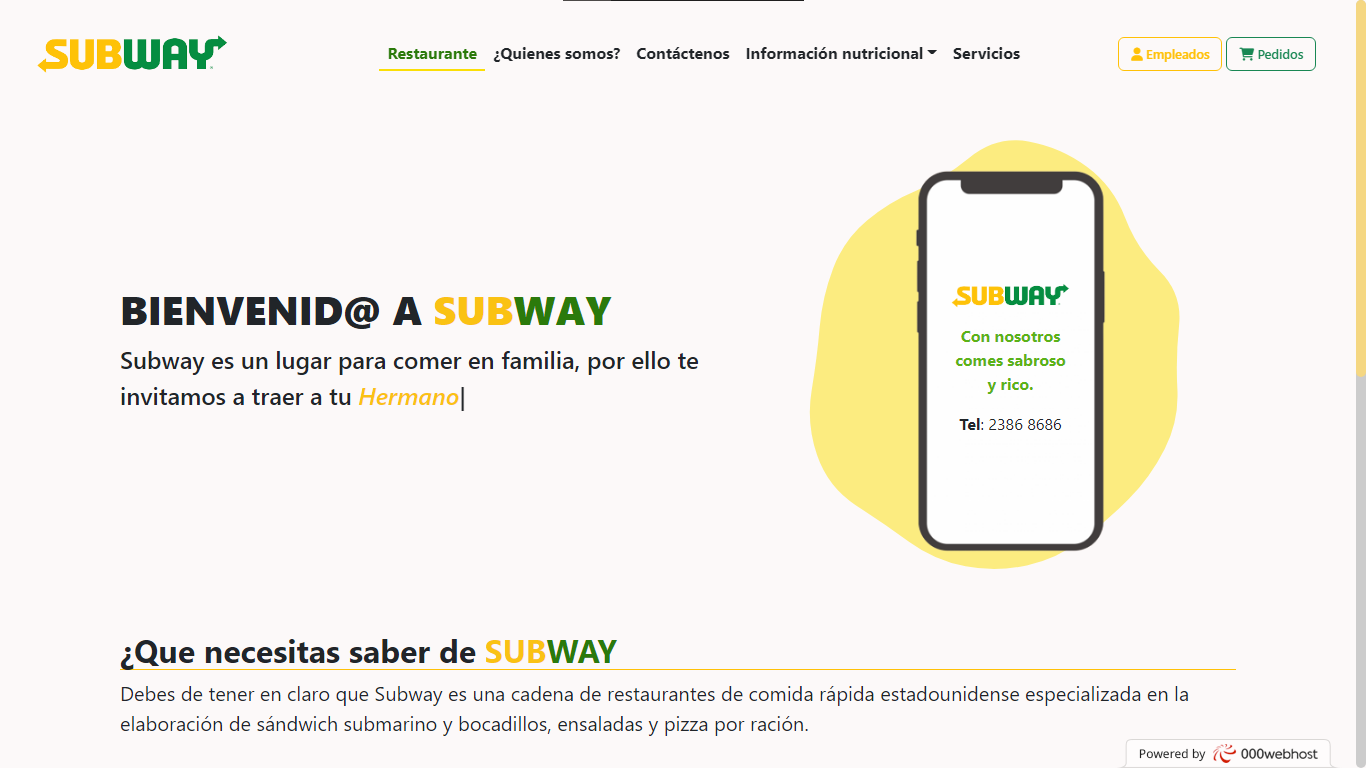 SUBWAY
Restaurante ¿Quienes somos? Contáctenos Información nutricional Servicios
Empleados Pedidos
BIENVENID@ A SUBWAY
Subway es un lugar para comer en familia, por ello te
invitamos a traer a tu Hermano|
SUBWAY
Con nosotros
comes sabroso
y rico.
Tel: 2386 8686
¿Que necesitas saber de SUBWAY
Debes de tener en claro que Subway es una cadena de restaurantes de comida rápida estadounidense especializada en la
elaboración de sándwich submarino y bocadillos, ensaladas y pizza por ración.
Powered by 000webhost